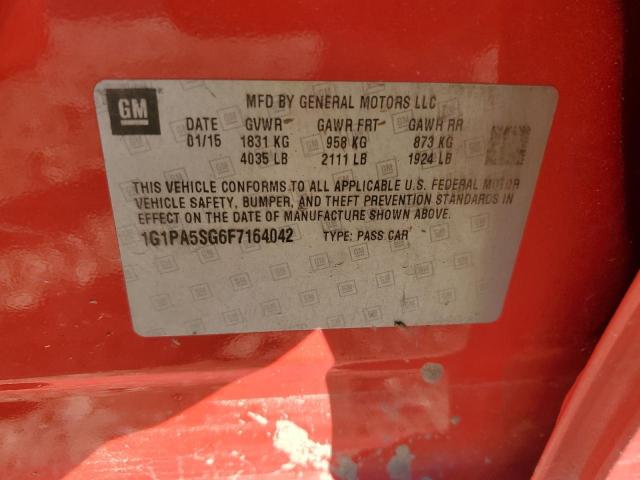 GM MFD BY GENERAL MOTORS LLC
DATE GVWR GAWR FRT GAWR RR
01/15 1831 KG 958 KG 873 KG
4035 LB 2111 LB 1924 LB
THIS VEHICLE CONFORMS TO ALL APPLICABLE U.S. FEDERAL MOTOR
VEHICLE SAFETY, BUMPER, AND THEFT PREVENTION STANDARDS IN
EFFECT ON THE DATE OF MANUFACTURE SHOWN ABOVE.
1G1PA5SG6F7164042 TYPE: PASS CAR